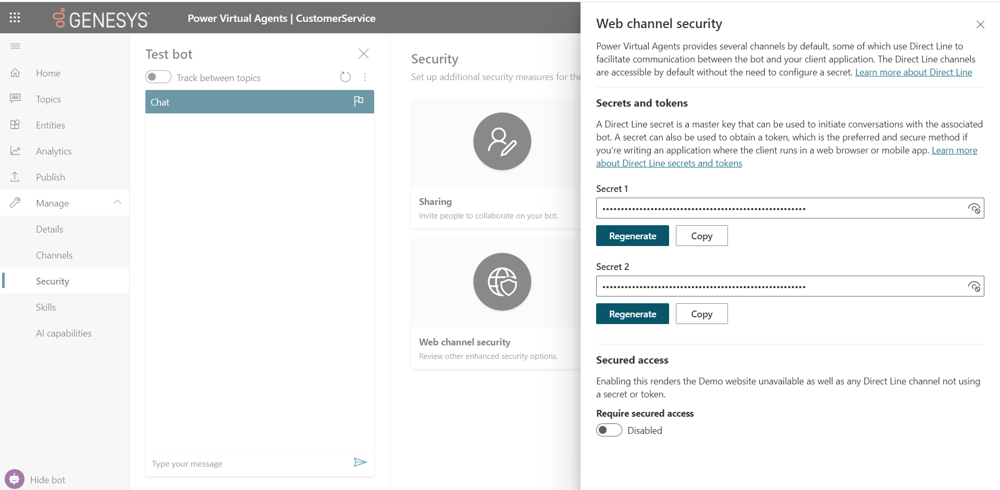 GENESYS™
Power Virtual Agents | CustomerService
Home
Topics
Entities
Analytics
Publish
Manage
Details
Channels
Security
Skills
AI capabilities
Hide bot
Test bot
Track between topics
Chat
Type your message
Security
Set up additional security measures for the
Sharing
Invite people to collaborate on your bot.
Web channel security
Review other enhanced security options.
Web channel security
Power Virtual Agents provides several channels by default, some of which use Direct Line to
facilitate communication between the bot and your client application. The Direct Line channels
are accessible by default without the need to configure a secret. Learn more about Direct Line
Secrets and tokens
A Direct Line secret is a master key that can be used to initiate conversations with the associated
bot. A secret can also be used to obtain a token, which is the preferred and secure method if
you're writing an application where the client runs in a web browser or mobile app. Learn more
about Direct Line secrets and tokens
Secret 1
Regenerate Copy
Secret 2
Regenerate Copy
Secured access
Enabling this renders the Demo website unavailable as well as any Direct Line channel not using
a secret or token.
Require secured access
Disabled